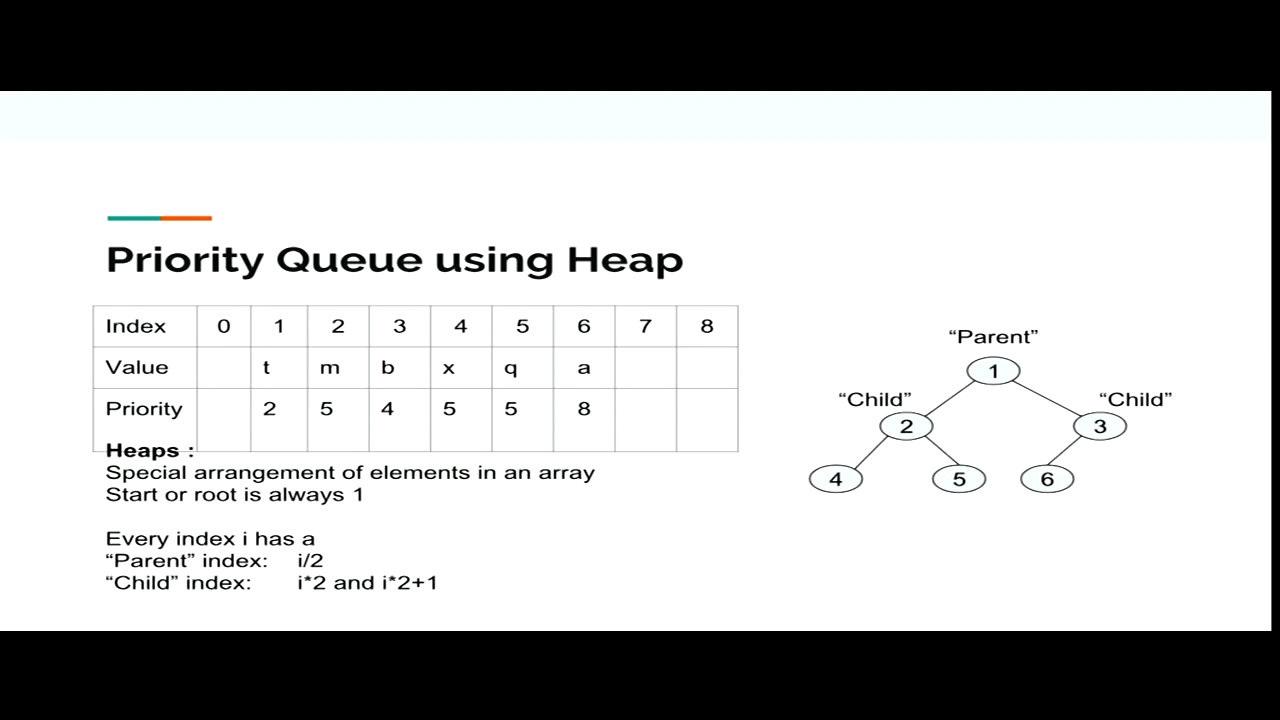 Priority Queue using Heap
Index 0 1 2 3 4 5 6 7 8
Value t m b x q a
Priority 2 5 4 5 5 8
Heaps :
Special arrangement of elements in an array
Start or root is always 1
Every index i has a
“Parent” index: i/2
“Child” index: i*2 and i*2+1
“Parent”
1
“Child” “Child”
2 3
4 5 6